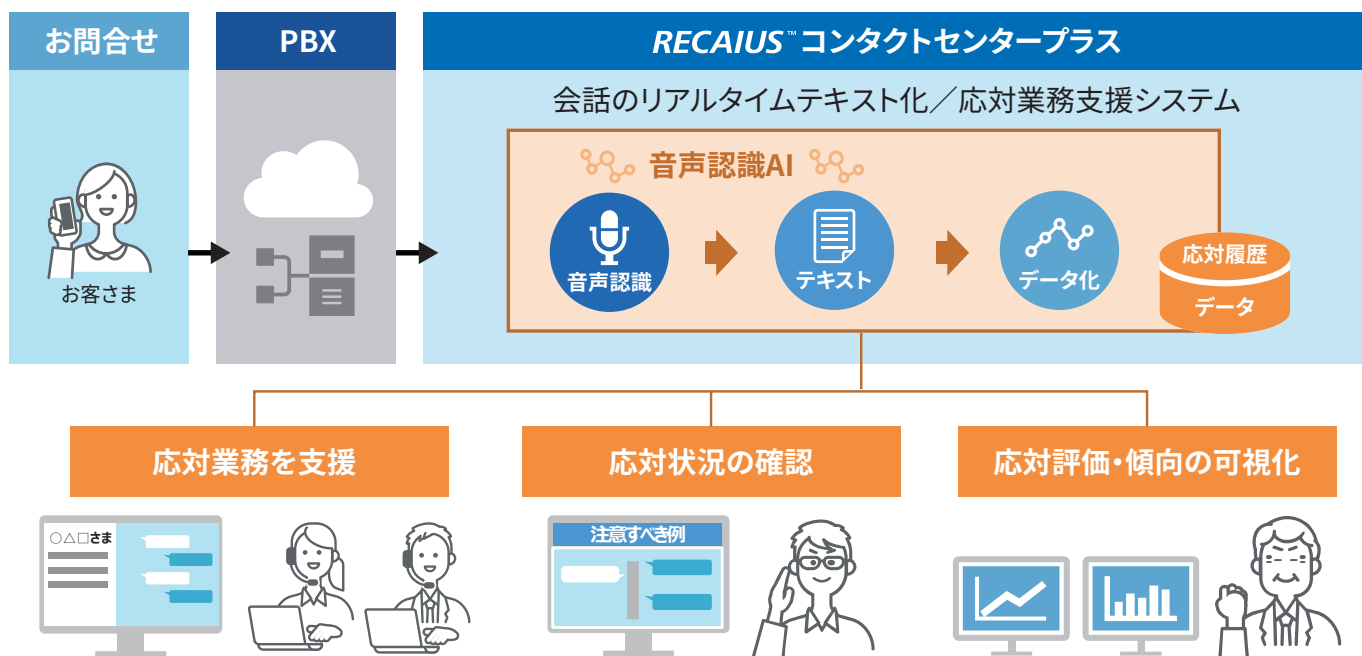 お問合せ
PBX
RECAIUS™ コンタクトセンタープラス
会話のリアルタイムテキスト化／応対業務支援システム
音声認識AI
お客さま
音声認識
テキスト
データ化
応対履歴
データ
応対業務を支援
応対状況の確認
応対評価・傾向の可視化
○△□さま
注意すべき例